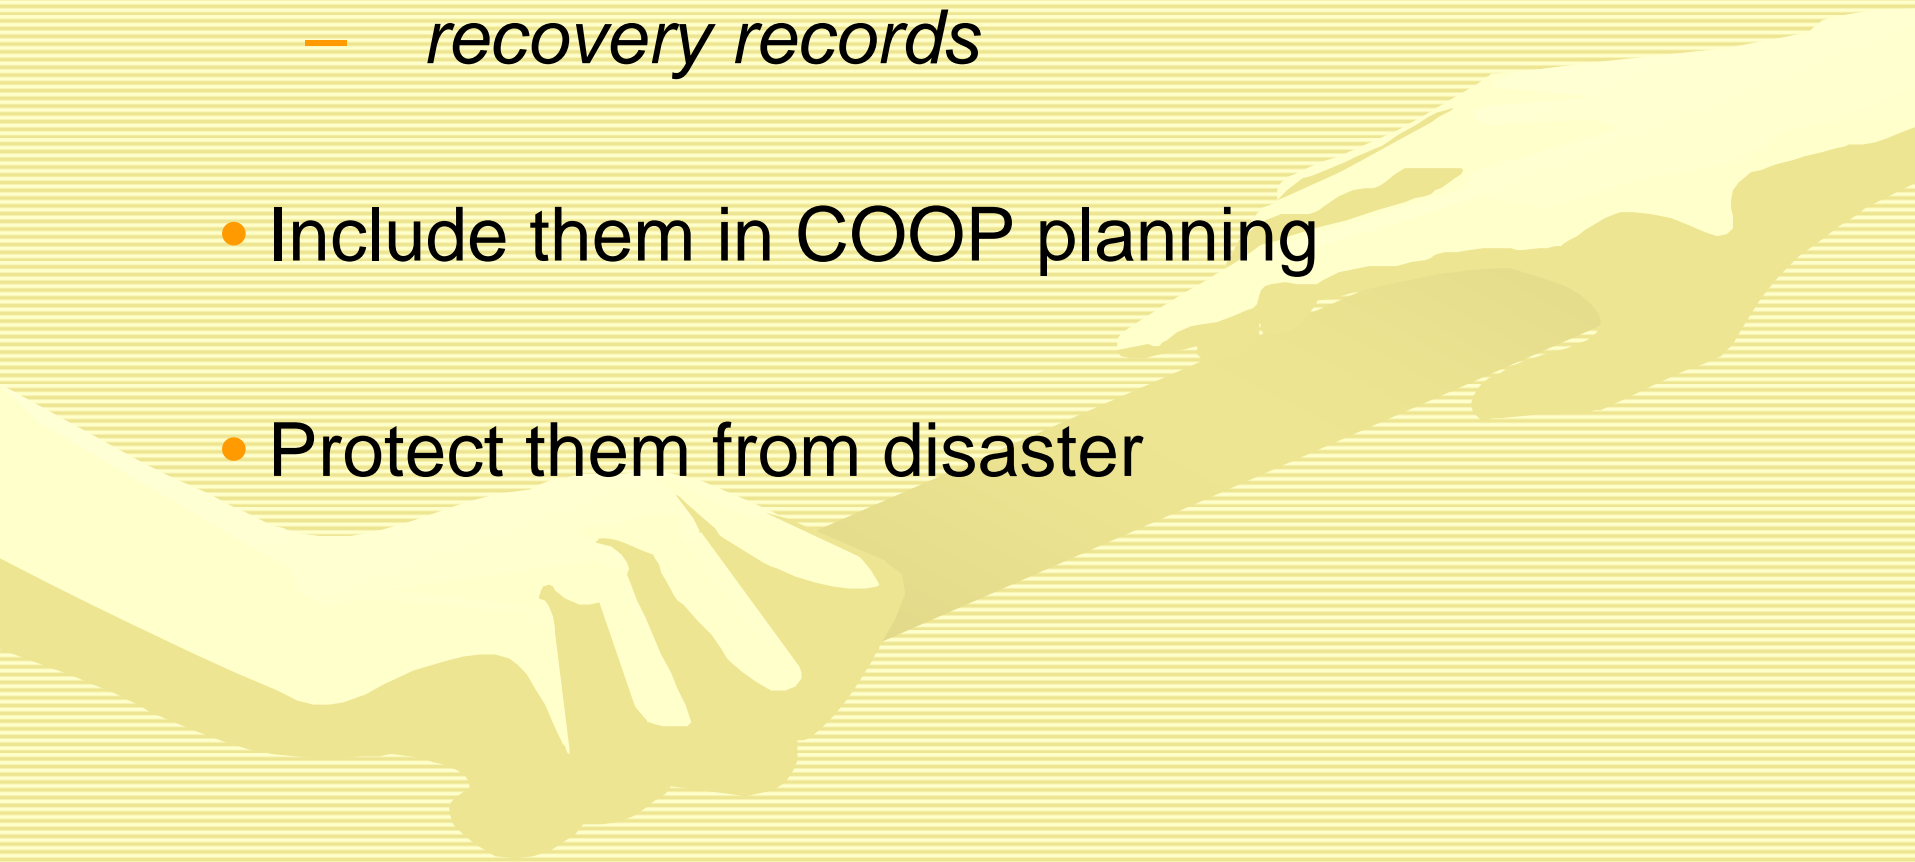 – recovery records
• Include them in COOP planning
• Protect them from disaster